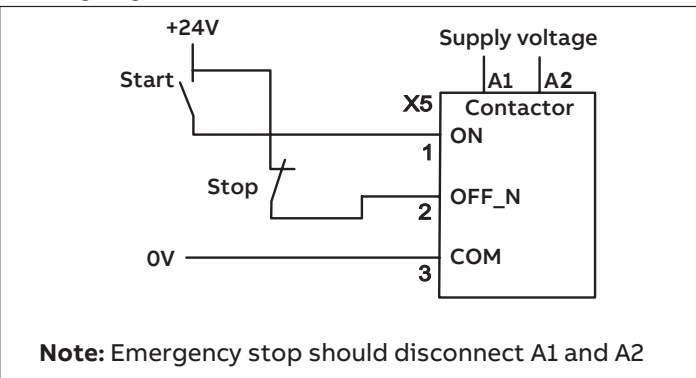 +24V
Supply voltage
Start
A1 A2
X5
Contactor
ON
1
Stop
OFF_N
2
0V
COM
3
Note: Emergency stop should disconnect A1 and A2